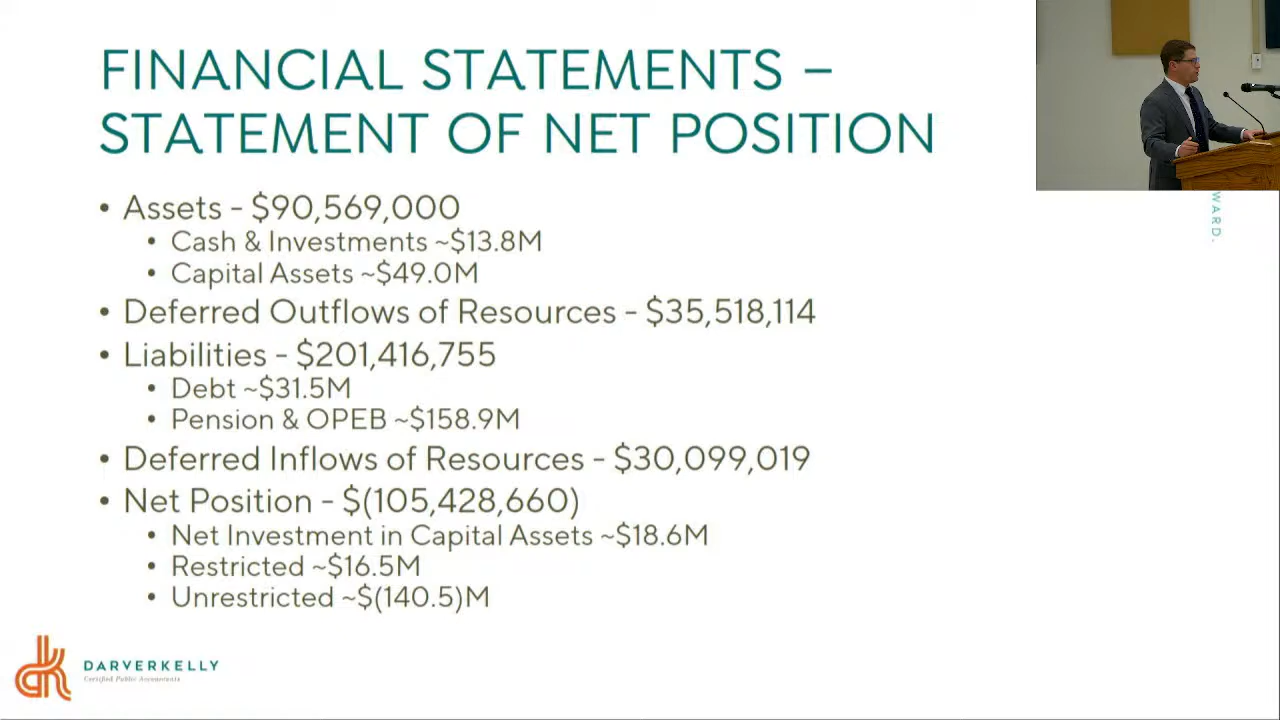 FINANCIAL STATEMENTS –
STATEMENT OF NET POSITION
• Assets - $90,569,000
• Cash & Investments ~$13.8M
• Capital Assets ~$49.0M
• Deferred Outflows of Resources - $35,518,114
• Liabilities - $201,416,755
• Debt ~$31.5M
• Pension & OPEB ~$158.9M
• Deferred Inflows of Resources - $30,099,019
• Net Position - $(105,428,660)
• Net Investment in Capital Assets ~$18.6M
• Restricted ~$16.5M
• Unrestricted ~$(140.5)M
WARD.
dk
DARVERKELLY
Certified Public Accountants